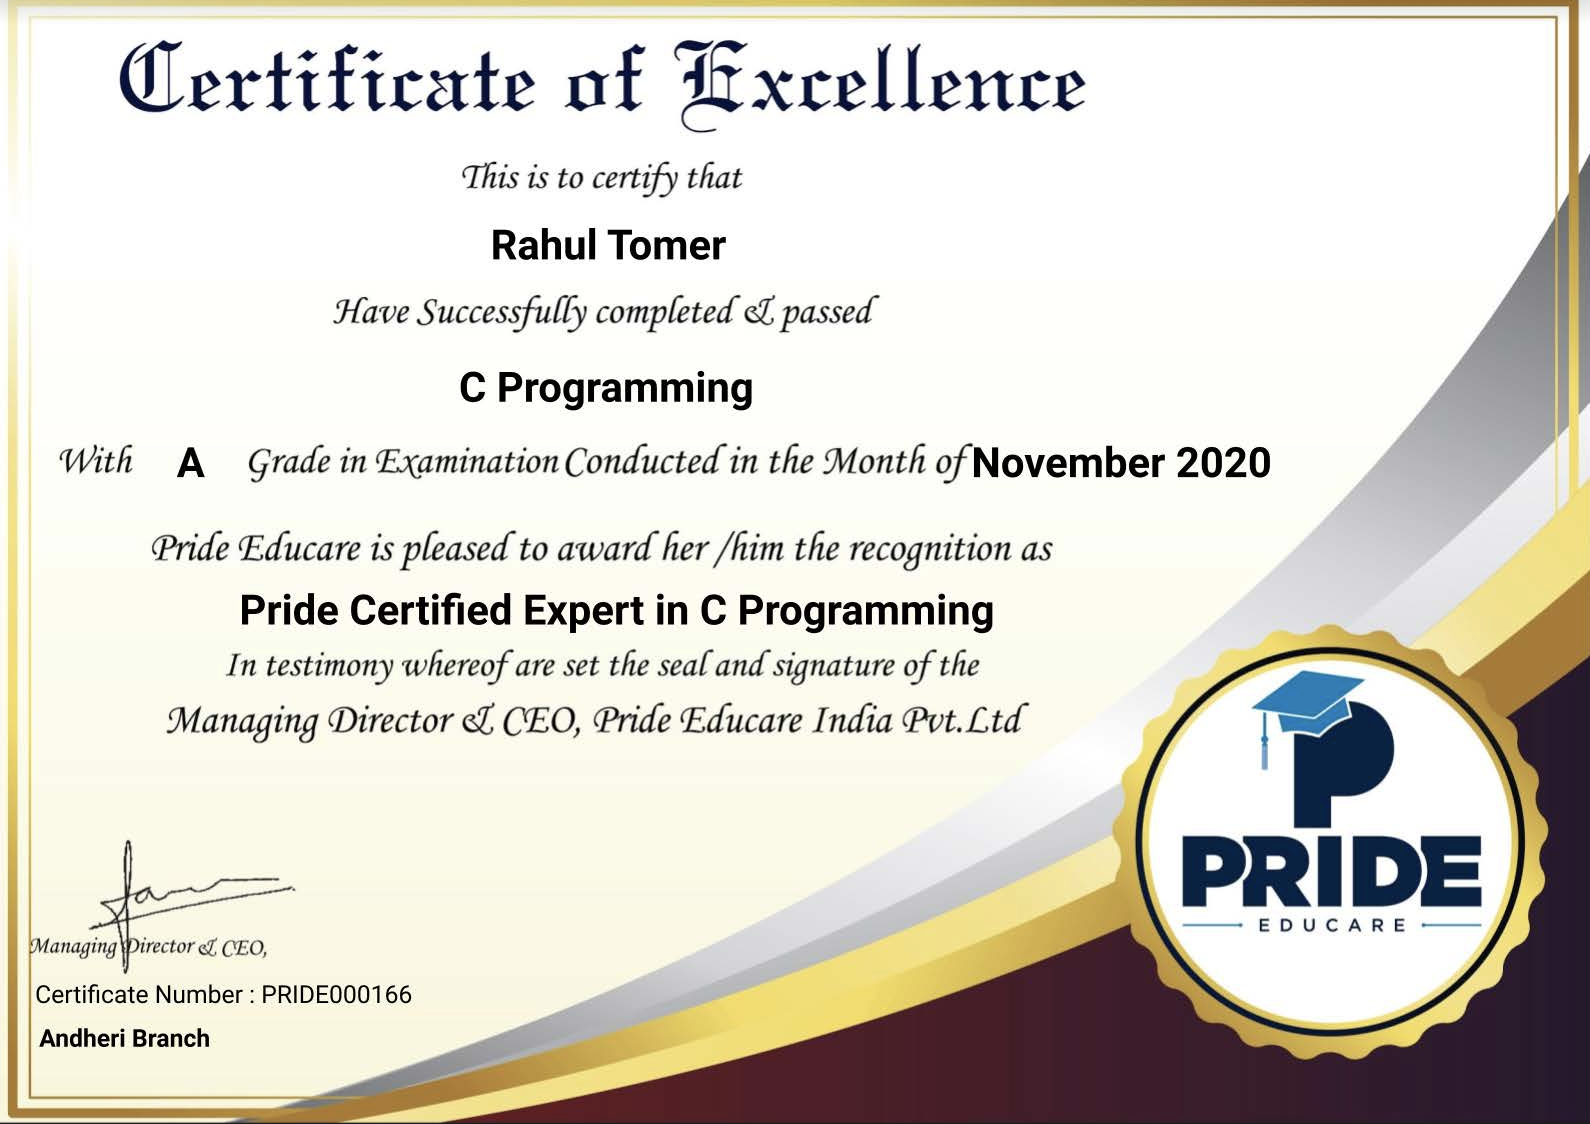 Certificate of Excellence
This is to certify that
Rahul Tomer
Have Successfully completed & passed
C Programming
With A Grade in Examination Conducted in the Month of November 2020
Pride Educare is pleased to award her /him the recognition as
Pride Certified Expert in C Programming
In testimony whereof are set the seal and signature of the
Managing Director & CEO, Pride Educare India Pvt.Ltd
Managing Director & CEO,
Certificate Number : PRIDE000166
Andheri Branch
P
PRIDE
EDUCARE